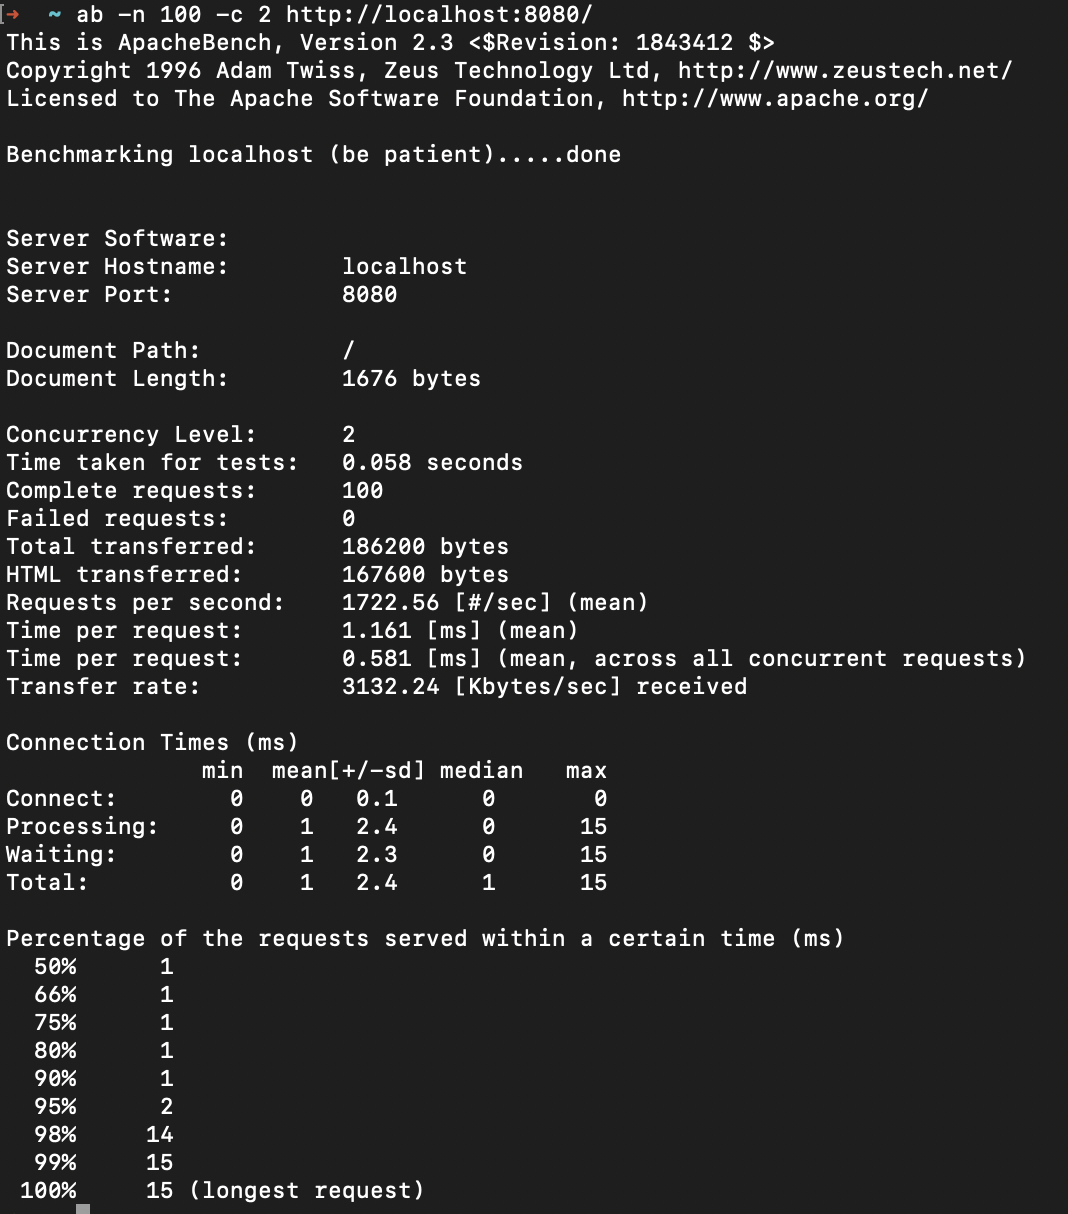 → ~ ab -n 100 -c 2 http://localhost:8080/
This is ApacheBench, Version 2.3 <$Revision: 1843412 $>
Copyright 1996 Adam Twiss, Zeus Technology Ltd, http://www.zeustech.net/
Licensed to The Apache Software Foundation, http://www.apache.org/

Benchmarking localhost (be patient).....done


Server Software:
Server Hostname:        localhost
Server Port:            8080

Document Path:          /
Document Length:        1676 bytes

Concurrency Level:      2
Time taken for tests:   0.058 seconds
Complete requests:      100
Failed requests:        0
Total transferred:      186200 bytes
HTML transferred:       167600 bytes
Requests per second:    1722.56 [#/sec] (mean)
Time per request:       1.161 [ms] (mean)
Time per request:       0.581 [ms] (mean, across all concurrent requests)
Transfer rate:          3132.24 [Kbytes/sec] received

Connection Times (ms)
              min  mean[+/-sd] median   max
Connect:        0    0   0.1      0       0
Processing:     0    1   2.4      0      15
Waiting:        0    1   2.3      0      15
Total:          0    1   2.4      1      15

Percentage of the requests served within a certain time (ms)
  50%      1
  66%      1
  75%      1
  80%      1
  90%      1
  95%      2
  98%     14
  99%     15
 100%     15 (longest request)